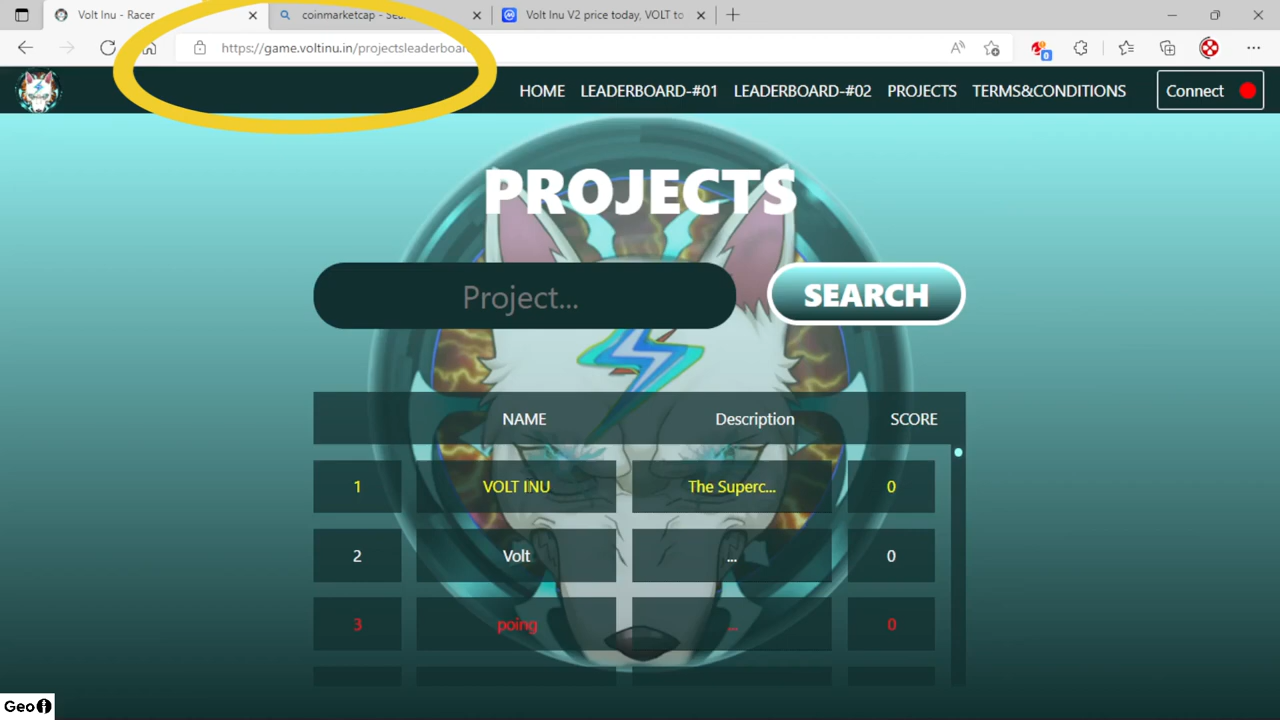 Volt Inu - Racer
coinmarketcap - Sea
Volt Inu V2 price today, VOLT to
https://game.voltinu.in/projectsleaderboar
HOME LEADERBOARD-#01 LEADERBOARD-#02 PROJECTS TERMS&CONDITIONS Connect
PROJECTS
Project... SEARCH
NAME Description SCORE
1 VOLT INU The Superc... 0
2 Volt ... 0
3 poing ... 0
Geo